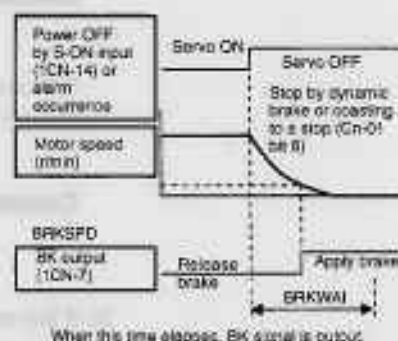 Power OFF
by S-ON input
(1CN-14) or
alarm
occurrence
Servo ON
Servo OFF
Stop by dynamic
brake or coasting
to a stop (Cn-01
bit 6)
Motor speed
(r/min)
BRKSPD
BK output
(1CN-7)
Release
brake
Apply brake
BRKWAI
When this time elapses, BK signal is output.